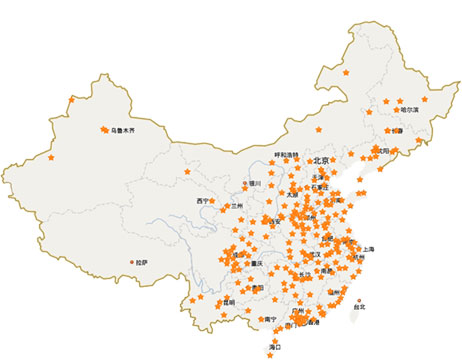 哈尔滨
乌鲁木齐
长春
沈阳
呼和浩特
北京
天津
银川
石家庄
太原
济南
西宁
兰州
郑州
西安
合肥
上海
拉萨
成都
武汉
杭州
重庆
南昌
长沙
贵阳
福州
昆明
台北
广州
南宁
澳门
香港
海口